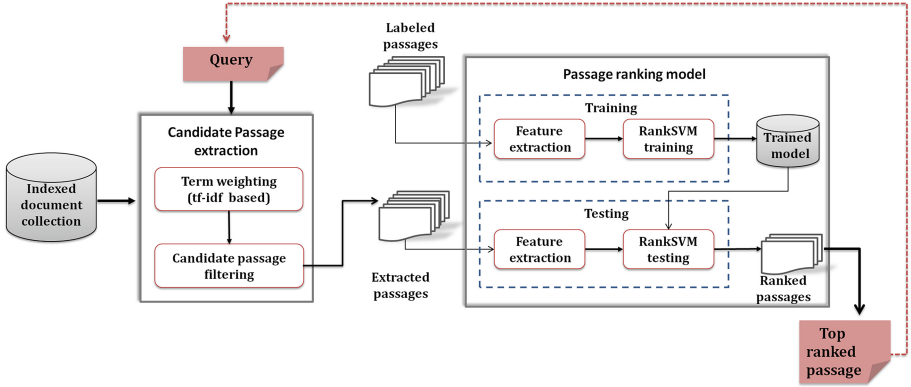 Query
Candidate Passage
extraction
Indexed
document
collection
Term weighting
(tf-idf based)
Candidate passage
filtering
Labeled
passages
Extracted
passages
Passage ranking model
Training
Feature
extraction
RankSVM
training
Trained
model
Testing
Feature
extraction
RankSVM
testing
Ranked
passages
Top
ranked
passage